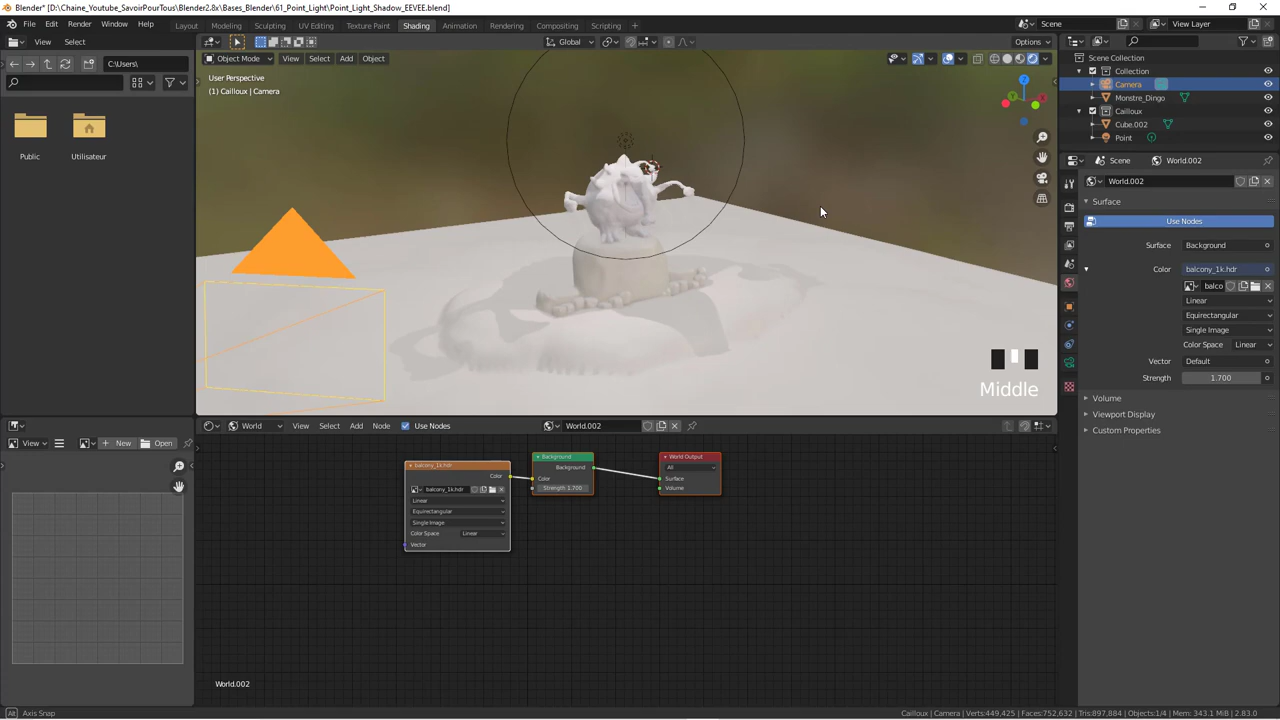 Blender* [D:\Chaine_Youtube_SavoirPourTous\Blender2.8x\Bases_Blender\61_Point_Light\Point_Light_Shadow_EEVEE.blend]
File Edit Render Window Help Layout Modeling Sculpting UV Editing Texture Paint Shading Animation Rendering Compositing Scripting Scene View Layer
View Select Global Options
C:\Users\ Object Mode View Select Add Object
Scene Collection
User Perspective
(1) Cailloux | Camera
Collection
Camera
Monstre_Dingo
Cailloux
Cube.002
Point
Public Utilisateur
Scene World.002
World.002
Surface
Use Nodes
Surface Background
Color balcony_1k.hdr
balco
Linear
Equirectangular
Single Image
Color Space Linear
Vector Default
Strength 1.700
Volume
Viewport Display
Custom Properties
Middle
View New Open World View Select Add Node Use Nodes World.002
balcony_1k.hdr
Color
balcony_1k.hdr
Linear
Equirectangular
Single Image
Color Space Linear
Vector
Background
Background
Color
Strength 1.700
World Output
All
Surface
Volume
World.002
Axis Snap
Cailloux | Camera | Verts:449,425 | Faces:752,632 | Tris:897,884 | Objects:1/4 | Mem: 343.1 MiB | 2.83.0